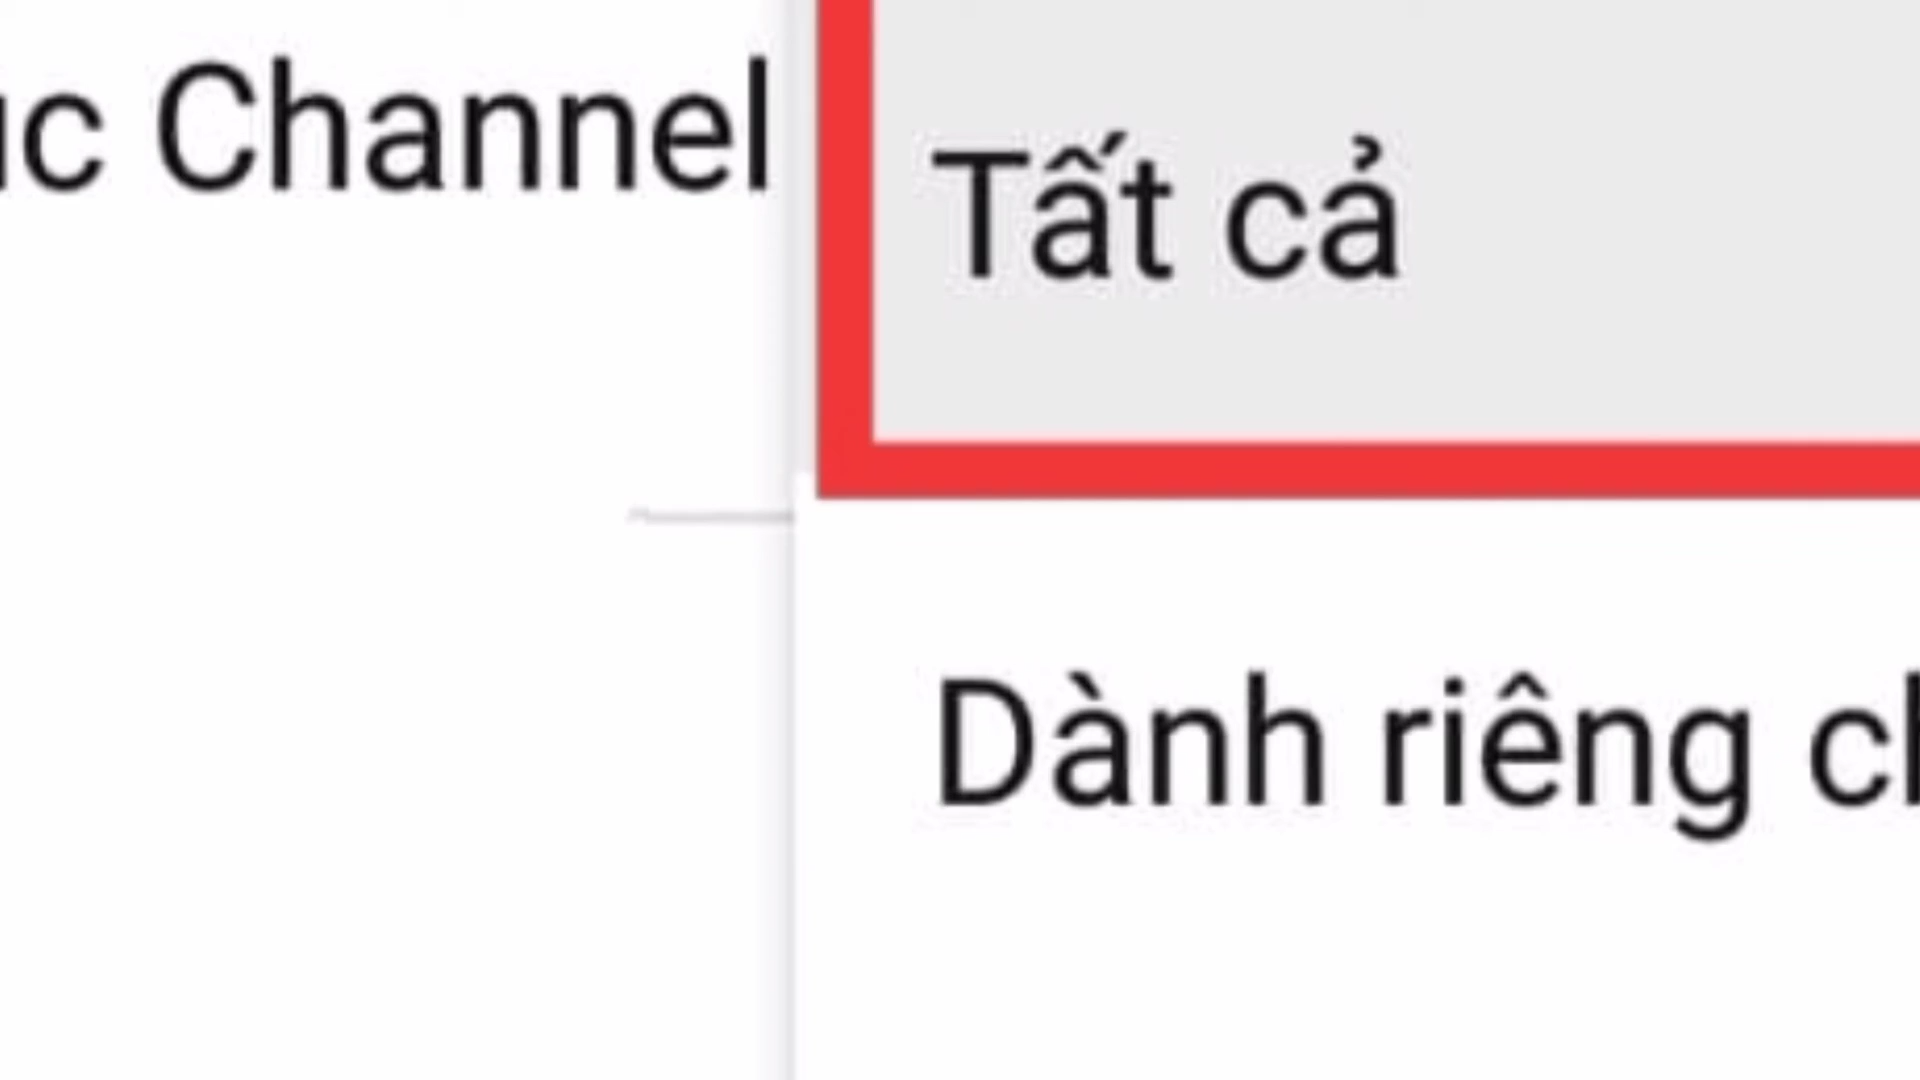 Channel
Tất cả
Dành riêng